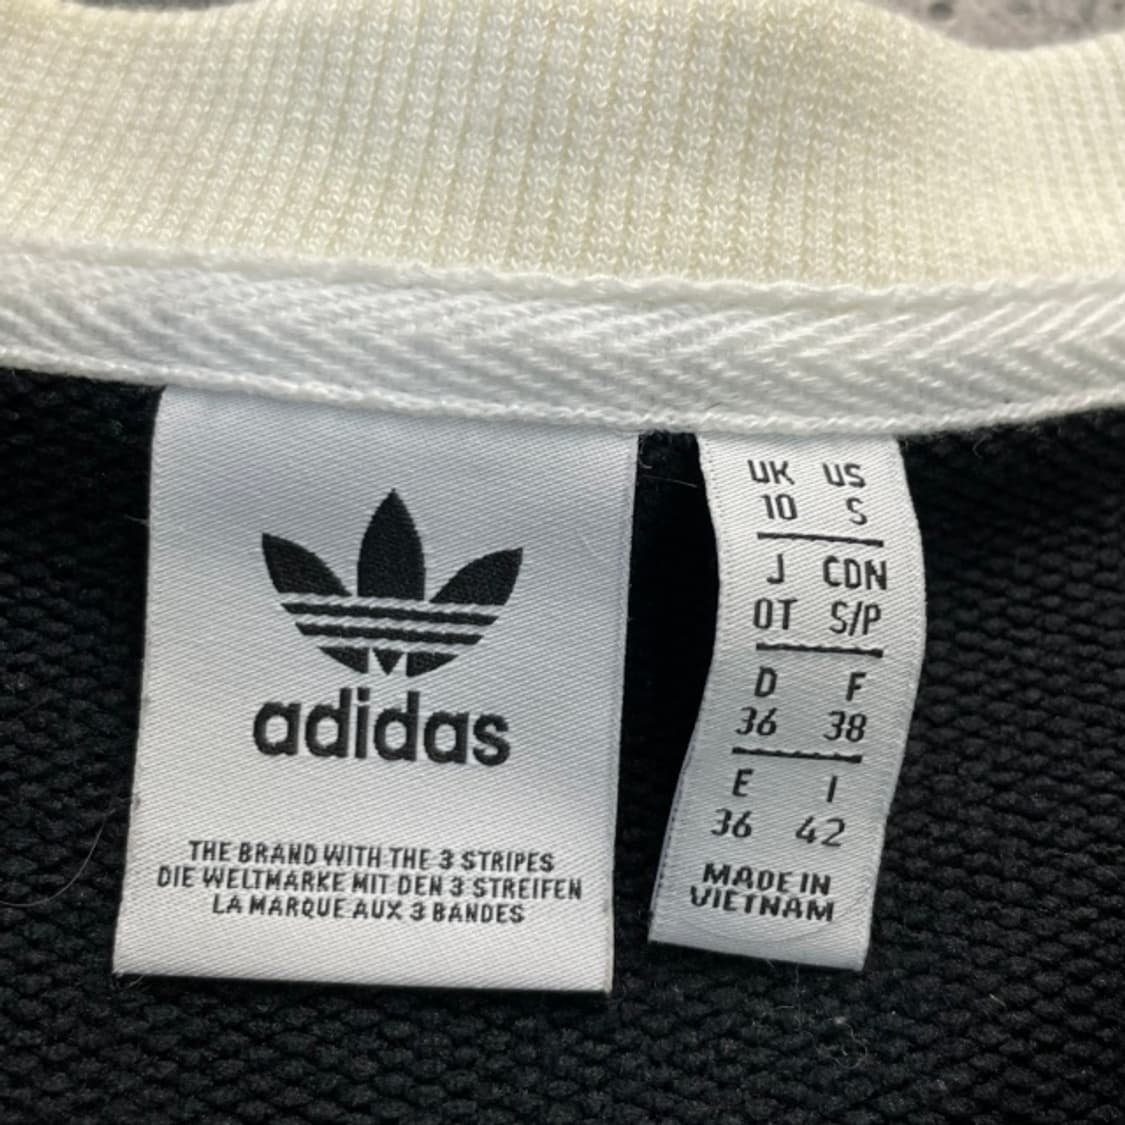 adidas
THE BRAND WITH THE 3 STRIPES
DIE WELTMARKE MIT DEN 3 STREIFEN
LA MARQUE AUX 3 BANDES
UK US
10 S
J CDN
OT S/P
D F
36 38
E I
36 42
MADE IN
VIETNAM